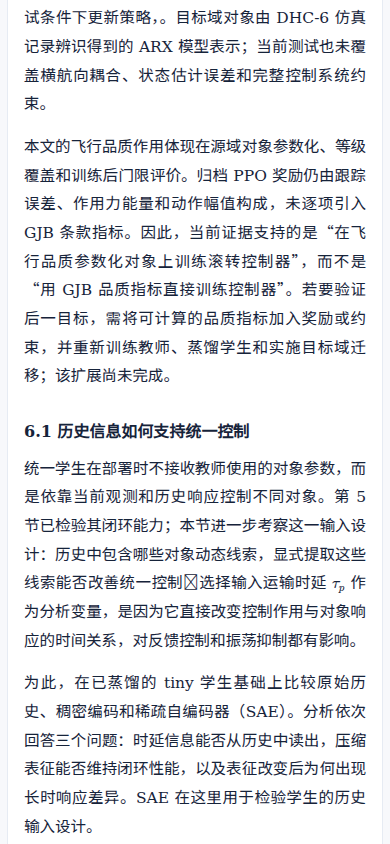 试条件下更新策略，。目标域对象由 DHC-6 仿真
记录辨识得到的 ARX 模型表示；当前测试也未覆
盖横航向耦合、状态估计误差和完整控制系统约
束。
本文的飞行品质作用体现在源域对象参数化、等级
覆盖和训练后门限评价。归档 PPO 奖励仍由跟踪
误差、作用力能量和动作幅值构成，未逐项引入
GJB 条款指标。因此，当前证据支持的是“在飞
行品质参数化对象上训练滚转控制器”，而不是
“用 GJB 品质指标直接训练控制器”。若要验证
后一目标，需将可计算的品质指标加入奖励或约
束，并重新训练教师、蒸馏学生和实施目标域迁
移；该扩展尚未完成。
6.1 历史信息如何支持统一控制
统一学生在部署时不接收教师使用的对象参数，而
是依靠当前观测和历史响应控制不同对象。第 5
节已检验其闭环能力；本节进一步考察这一输入设
计：历史中包含哪些对象动态线索，显式提取这些
线索能否改善统一控制选择输入运输时延 τp 作
为分析变量，是因为它直接改变控制作用与对象响
应的时间关系，对反馈控制和振荡抑制都有影响。
为此，在已蒸馏的 tiny 学生基础上比较原始历
史、稠密编码和稀疏自编码器（SAE）。分析依次
回答三个问题：时延信息能否从历史中读出，压缩
表征能否维持闭环性能，以及表征改变后为何出现
长时响应差异。SAE 在这里用于检验学生的历史
输入设计。